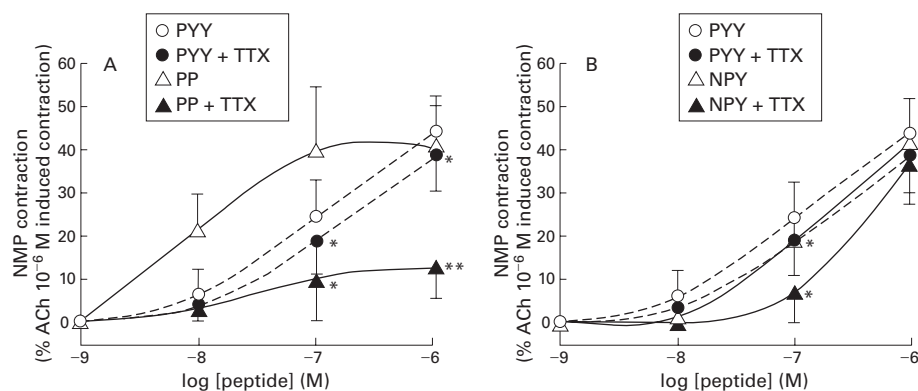 PYY
PYY + TTX
PP
PP + TTX
A
60
50
40
30
20
10
0
NMP contraction
(% ACh 10⁻⁶ M induced contraction)
*
*
*
**
−9
−8
−7
−6
log [peptide] (M)
PYY
PYY + TTX
NPY
NPY + TTX
B
60
50
40
30
20
10
0
NMP contraction
(% ACh 10⁻⁶ M induced contraction)
*
*
−9
−8
−7
−6
log [peptide] (M)